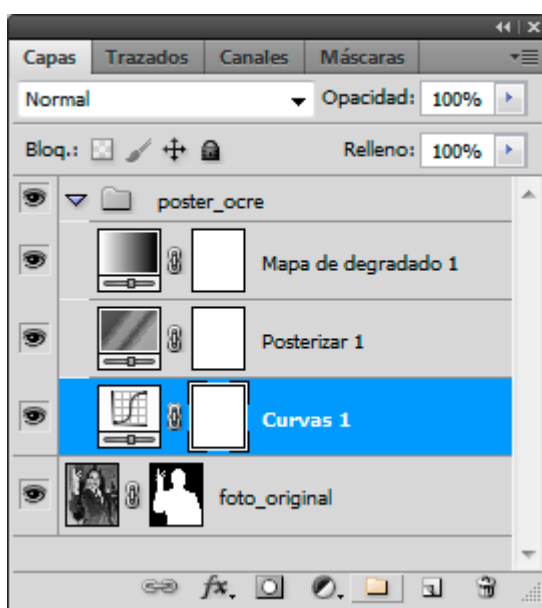 Capas Trazados Canales Máscaras
Normal Opacidad: 100%
Bloq.: Relleno: 100%
poster_ocre
Mapa de degradado 1
Posterizar 1
Curvas 1
foto_original
fx.